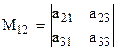 M₁₂ = |a₂₁ a₂₃|
|a₃₁ a₃₃|